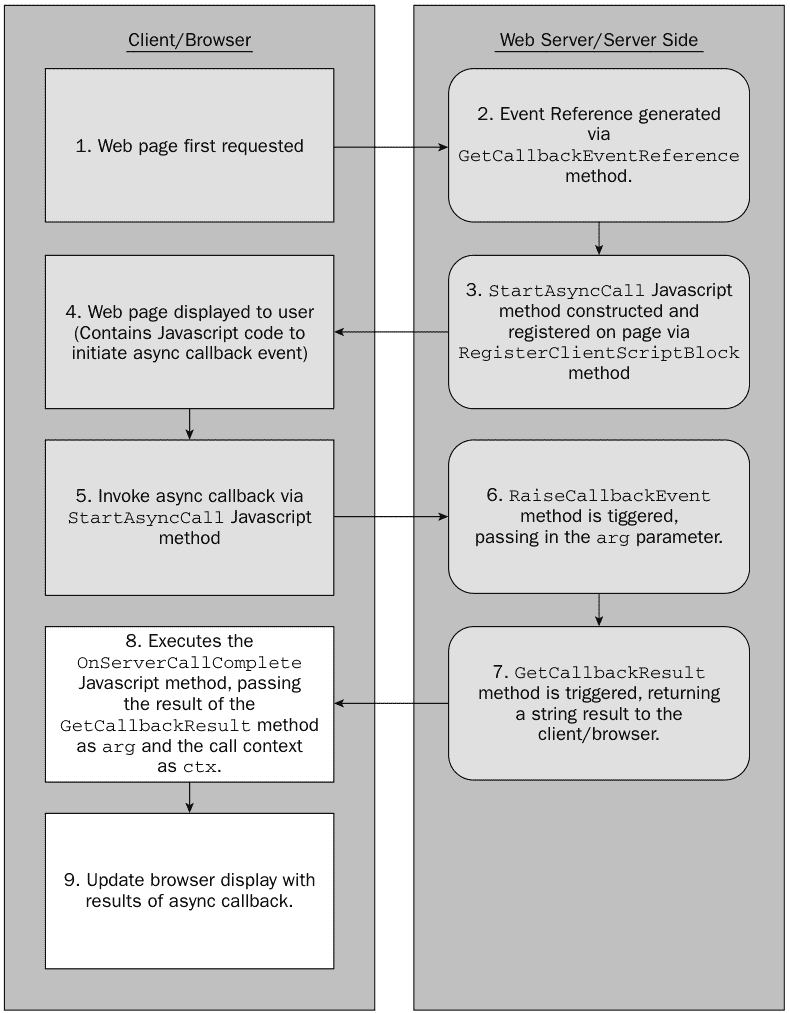 Client/Browser
Web Server/Server Side
1. Web page first requested
2. Event Reference generated
via
GetCallbackEventReference
method.
3. StartAsyncCall Javascript
method constructed and
registered on page via
RegisterClientScriptBlock
method
4. Web page displayed to user
(Contains Javascript code to
initiate async callback event)
5. Invoke async callback via
StartAsyncCall Javascript
method
6. RaiseCallbackEvent
method is tiggered,
passing in the arg parameter.
7. GetCallbackResult
method is triggered, returning
a string result to the
client/browser.
8. Executes the
OnServerCallComplete
Javascript method, passing
the result of the
GetCallbackResult method
as arg and the call context
as ctx.
9. Update browser display with
results of async callback.